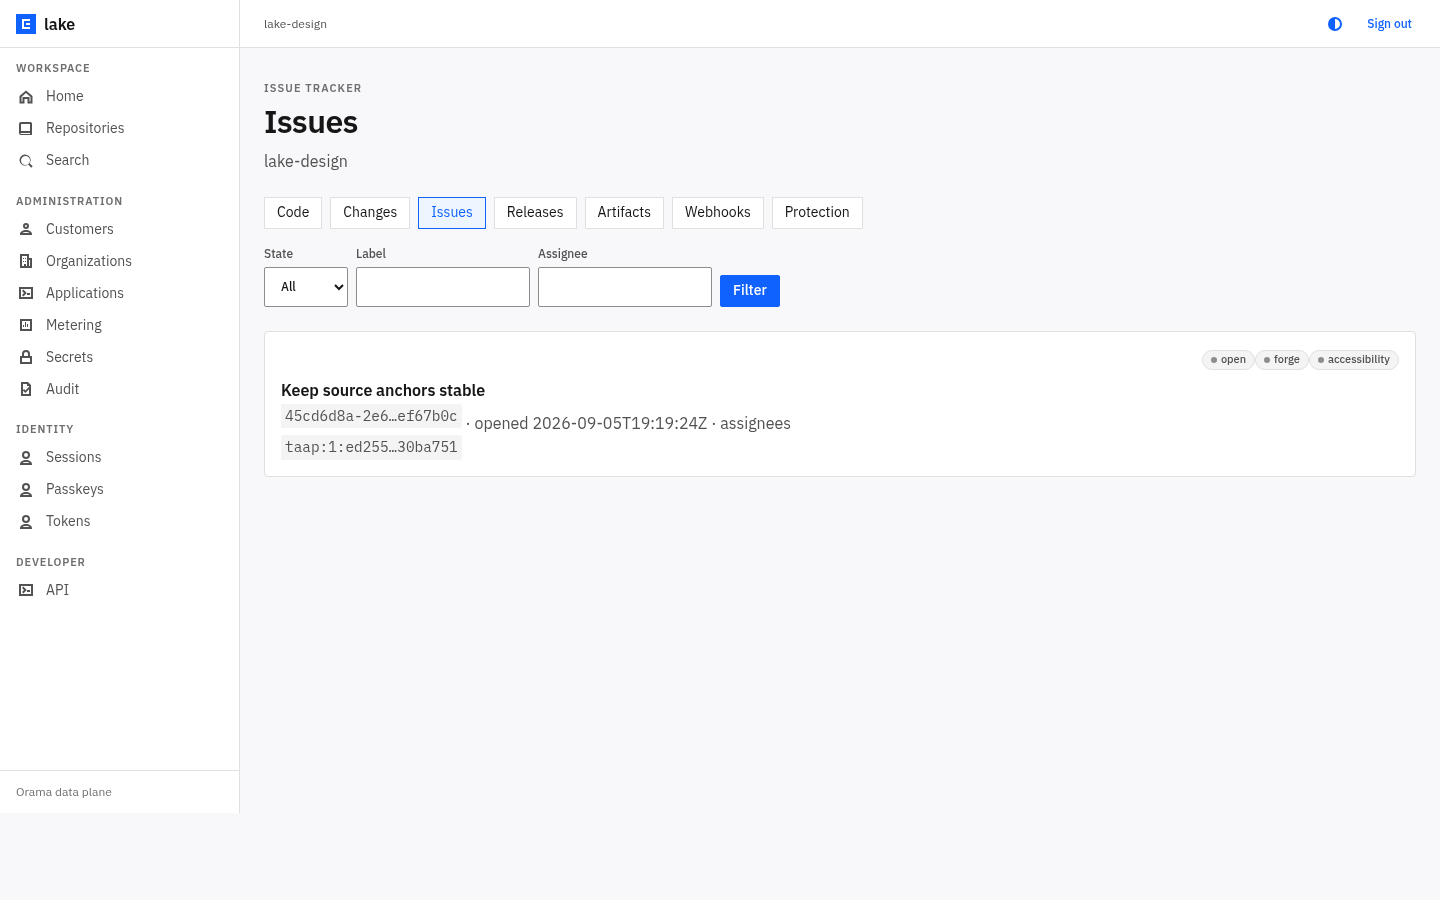 lake
lake-design
Sign out
WORKSPACE
Home
Repositories
Search
ADMINISTRATION
Customers
Organizations
Applications
Metering
Secrets
Audit
IDENTITY
Sessions
Passkeys
Tokens
DEVELOPER
API
Orama data plane
ISSUE TRACKER
Issues
lake-design
Code Changes Issues Releases Artifacts Webhooks Protection
State Label Assignee
All Filter
open forge accessibility
Keep source anchors stable
45cd6d8a-2e6…ef67b0c · opened 2026-09-05T19:19:24Z · assignees
taap:1:ed255…30ba751